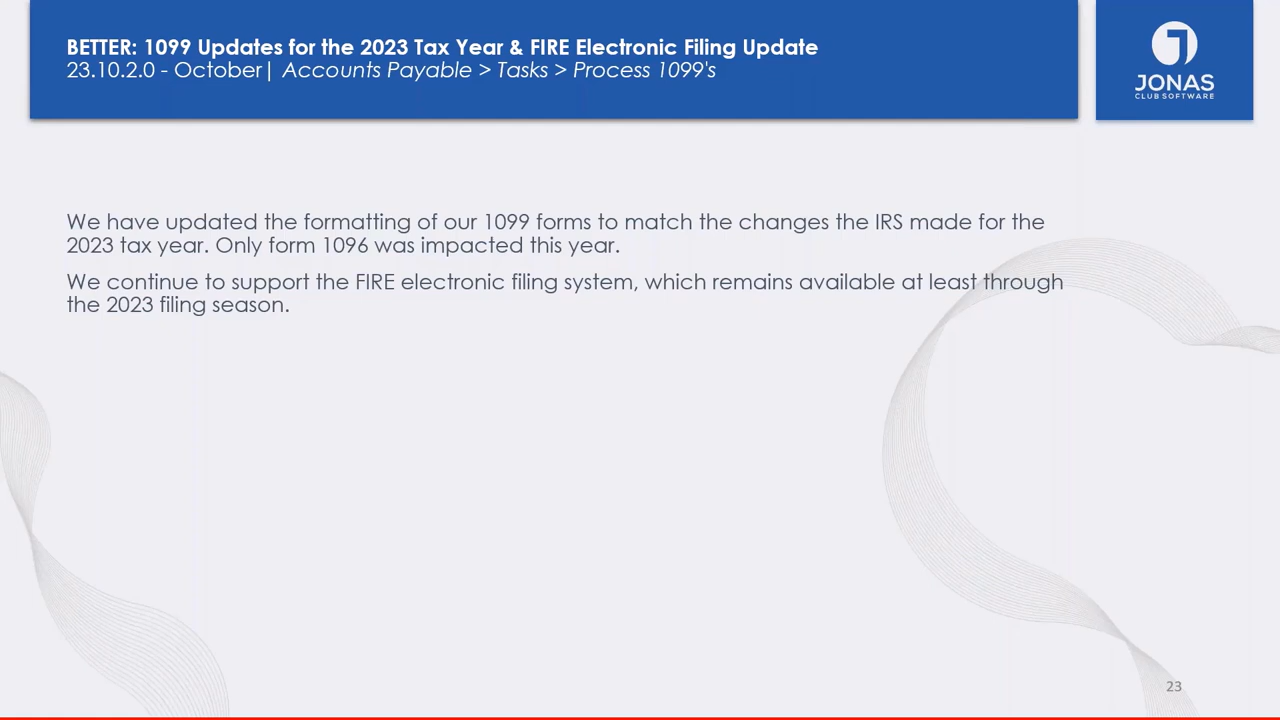 BETTER: 1099 Updates for the 2023 Tax Year & FIRE Electronic Filing Update
23.10.2.0 - October| Accounts Payable > Tasks > Process 1099's
JONAS
CLUB SOFTWARE
We have updated the formatting of our 1099 forms to match the changes the IRS made for the
2023 tax year. Only form 1096 was impacted this year.
We continue to support the FIRE electronic filing system, which remains available at least through
the 2023 filing season.
23